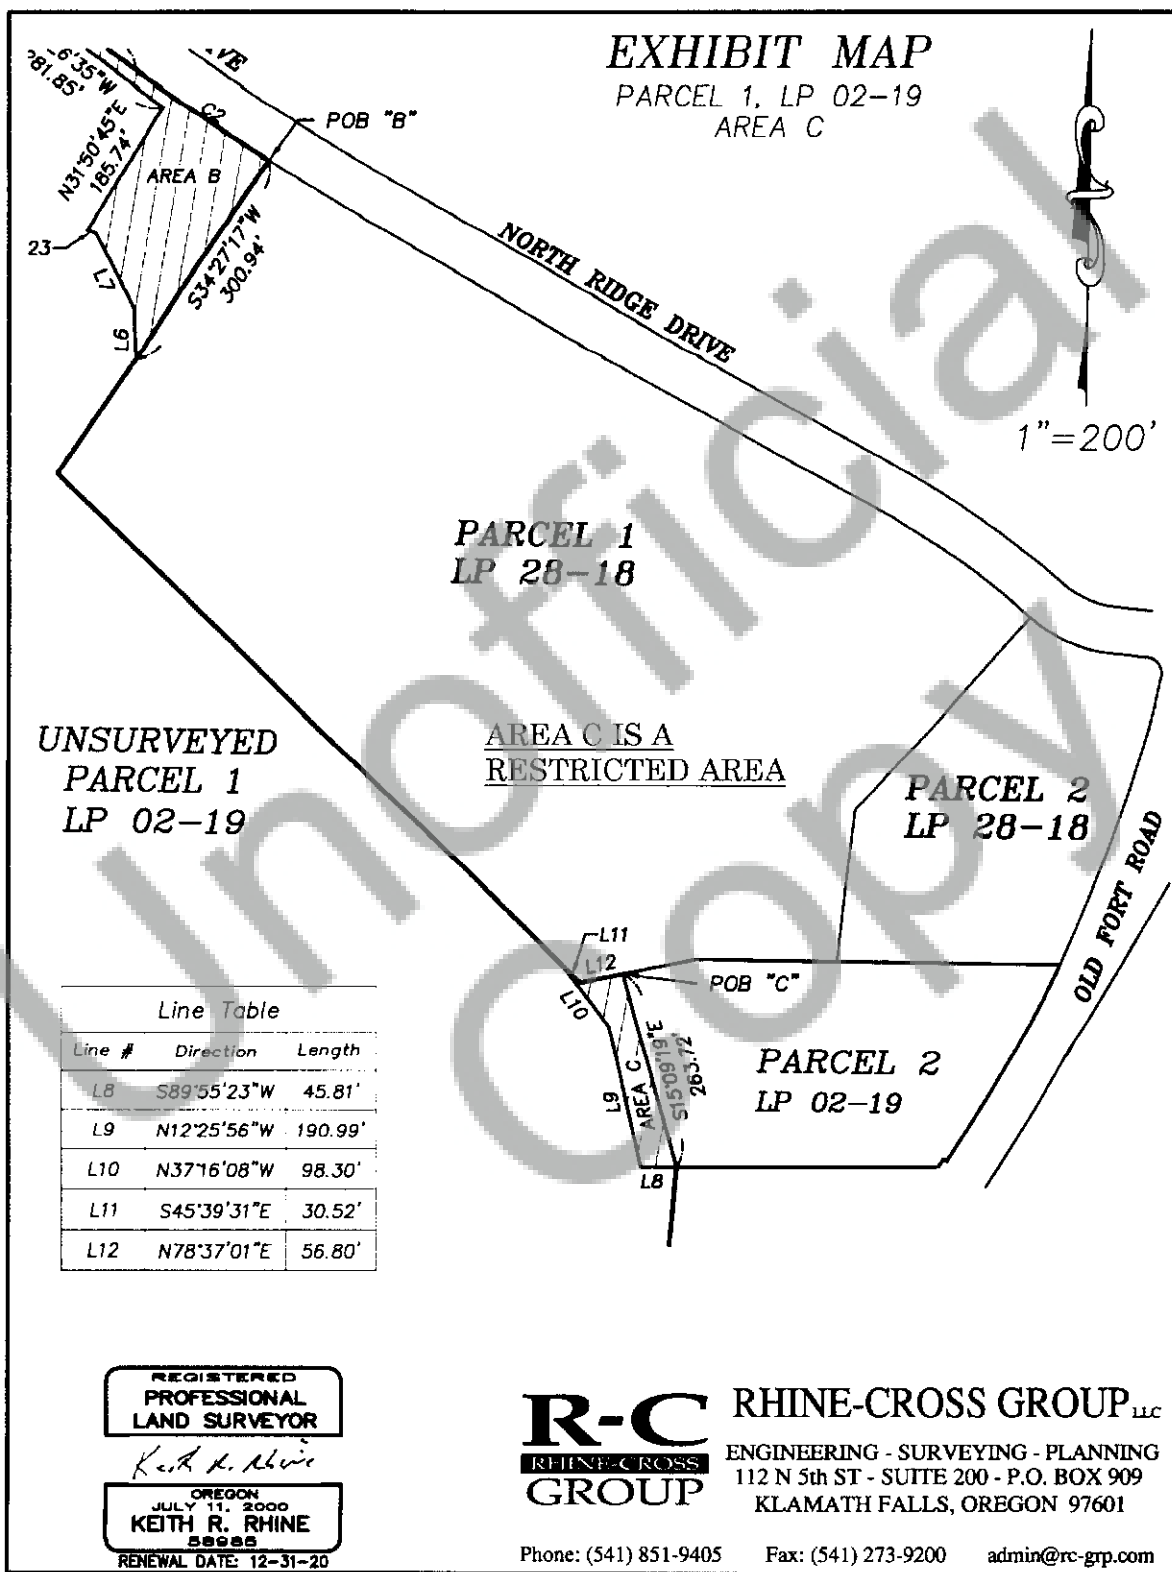 EXHIBIT MAP
PARCEL 1, LP 02-19
AREA C
6'35"W
281.85'
VE
C2
POB "B"
N31°50'45"E
185.74'
AREA B
23
L7
L6
S34°27'17"W
300.94'
NORTH RIDGE DRIVE
1"=200'
PARCEL 1
LP 28-18
UNSURVEYED
PARCEL 1
LP 02-19
AREA C IS A
RESTRICTED AREA
PARCEL 2
LP 28-18
OLD FORT ROAD
L11
L12
L10
POB "C"
L9
AREA C
S15°09'19"E
263.72'
L8
PARCEL 2
LP 02-19
Line Table
Line # Direction Length
L8 S89°55'23"W 45.81'
L9 N12°25'56"W 190.99'
L10 N37°16'08"W 98.30'
L11 S45°39'31"E 30.52'
L12 N78°37'01"E 56.80'
Unofficial
Copy
REGISTERED
PROFESSIONAL
LAND SURVEYOR
Keith R. Rhine
OREGON
JULY 11, 2000
KEITH R. RHINE
58985
RENEWAL DATE: 12-31-20
R-C
RHINE-CROSS
GROUP
RHINE-CROSS GROUP LLC
ENGINEERING - SURVEYING - PLANNING
112 N 5th ST - SUITE 200 - P.O. BOX 909
KLAMATH FALLS, OREGON 97601
Phone: (541) 851-9405 Fax: (541) 273-9200 admin@rc-grp.com